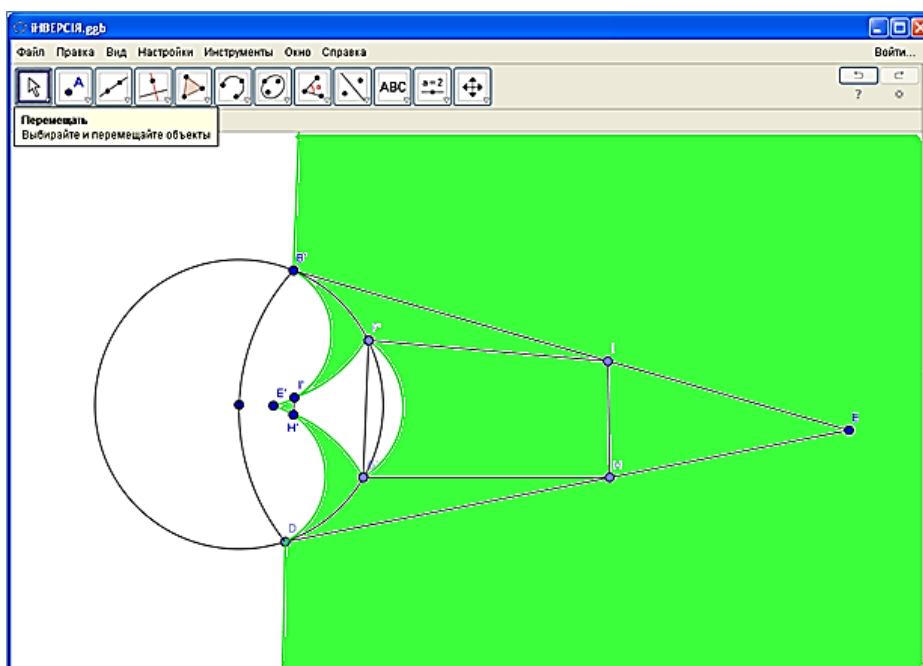 іНВЕРСІЯ.ggb
Файл Правка Вид Настройки Инструменты Окно Справка
Войти...
ABC
a=2
?
Перемещать
Выбирайте и перемещайте объекты
B'
I
E'
I'
H'
H
D